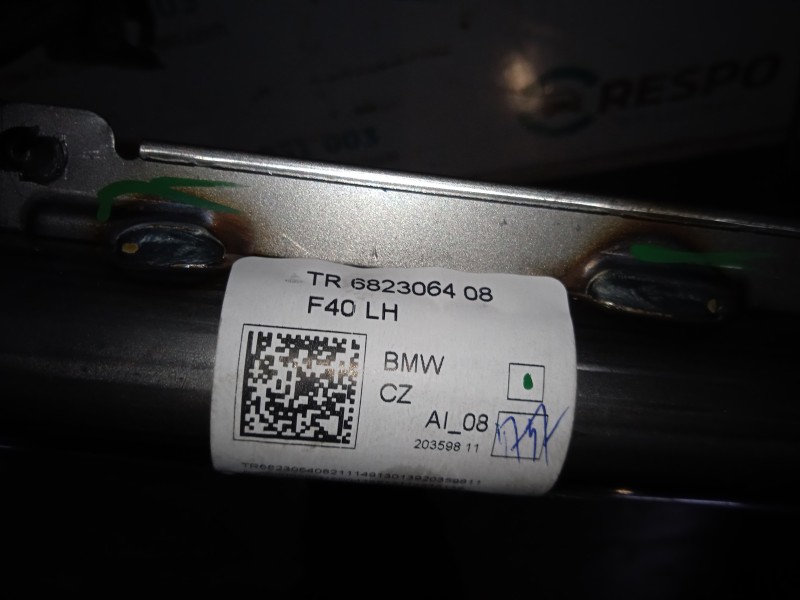 RESPO
TR 6823064 08
F40 LH
BMW
CZ
AI_08
203598 11